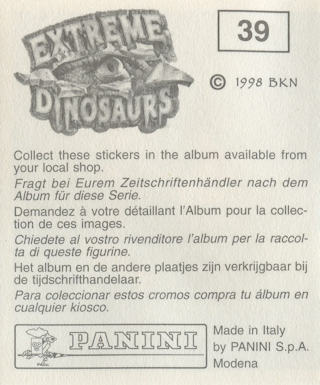 EXTREME
DINOSAURS
39
© 1998 BKN
Collect these stickers in the album available from
your local shop.
Fragt bei Eurem Zeitschriftenhändler nach dem
Album für diese Serie.
Demandez à votre détaillant l'Album pour la collec-
tion de ces images.
Chiedete al vostro rivenditore l'album per la raccol-
ta di queste figurine.
Het album en de andere plaatjes zijn verkrijgbaar bij
de tijdschrifthandelaar.
Para coleccionar estos cromos compra tu álbum en
cualquier kiosco.
PANINI
Made in Italy
by PANINI S.p.A.
Modena